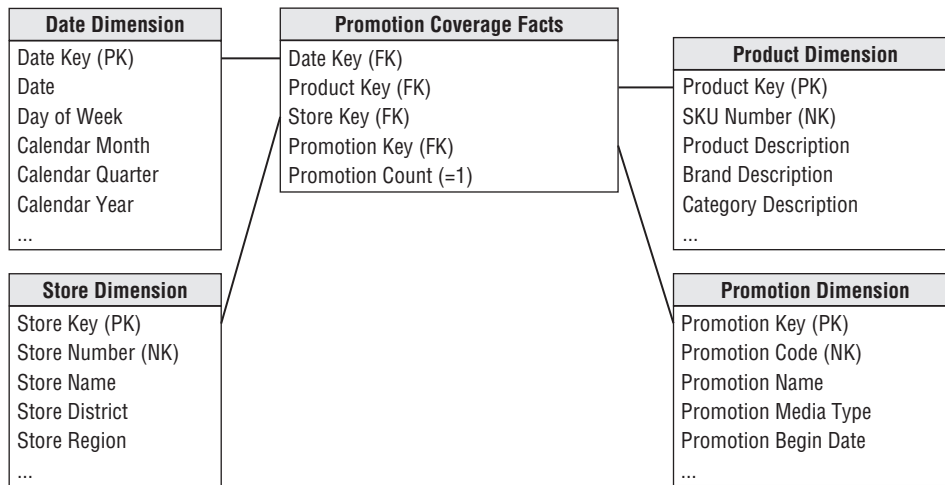 Date Dimension
Date Key (PK)
Date
Day of Week
Calendar Month
Calendar Quarter
Calendar Year
...
Promotion Coverage Facts
Date Key (FK)
Product Key (FK)
Store Key (FK)
Promotion Key (FK)
Promotion Count (=1)
Product Dimension
Product Key (PK)
SKU Number (NK)
Product Description
Brand Description
Category Description
...
Store Dimension
Store Key (PK)
Store Number (NK)
Store Name
Store District
Store Region
...
Promotion Dimension
Promotion Key (PK)
Promotion Code (NK)
Promotion Name
Promotion Media Type
Promotion Begin Date
...